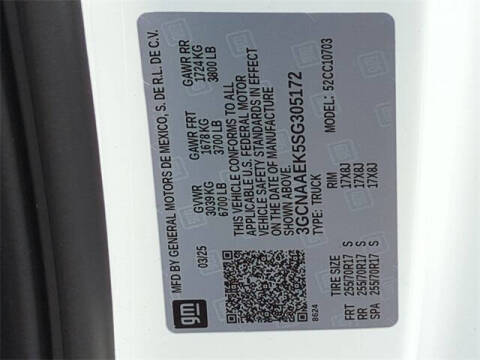 MFD BY GENERAL MOTORS DE MEXICO, S. DE R.L. DE C.V.
03/25 GVWR GAWR FRT GAWR RR
3039 KG 1678 KG 1724 KG
6700 LB 3700 LB 3800 LB
THIS VEHICLE CONFORMS TO ALL
APPLICABLE U.S. FEDERAL MOTOR
VEHICLE SAFETY STANDARDS IN EFFECT
ON THE DATE OF MANUFACTURE
3GCNAAEK5SG305172
TYPE: TRUCK MODEL: 52CC10703
gm
8624
TIRE SIZE RIM
FRT 255/70R17 S 17X8J
RR 255/70R17 S 17X8J
SPA 255/70R17 S 17X8J